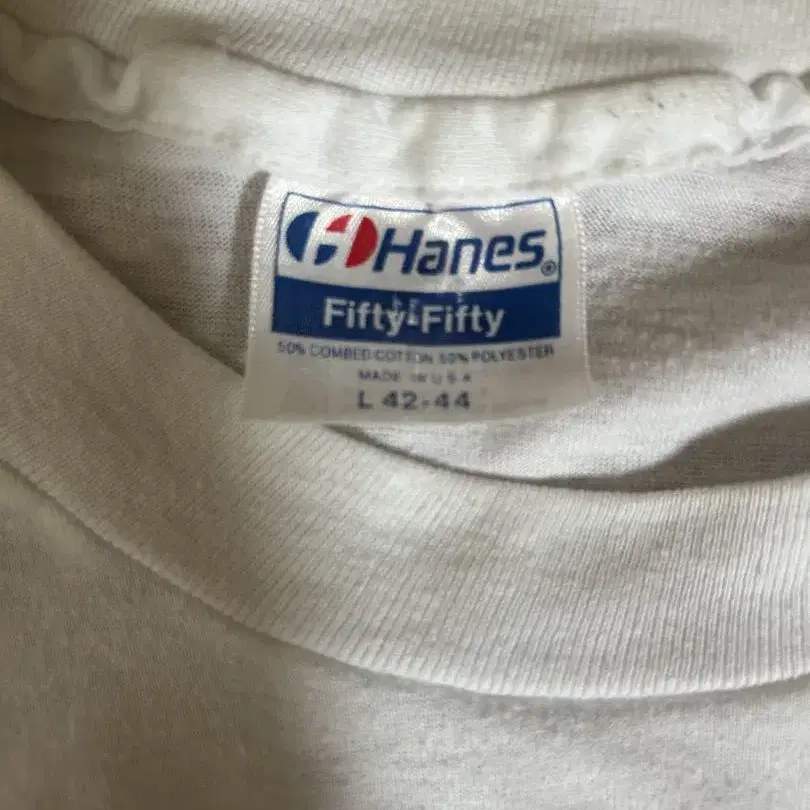 Hanes®
Fifty-Fifty
50% COMBED COTTON 50% POLYESTER
MADE IN U S A
L 42-44